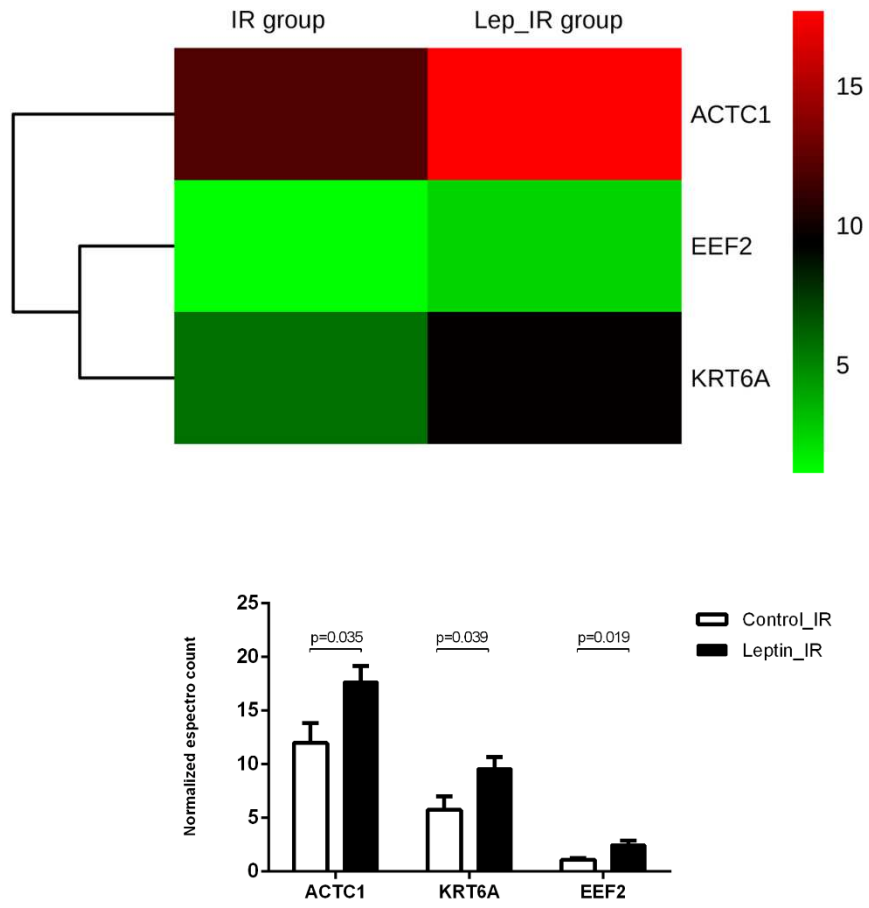 IR group Lep_IR group
15
10
5
ACTC1
EEF2
KRT6A
Normalized espectro count
25
20
15
10
5
0
p=0.035 p=0.039 p=0.019
ACTC1 KRT6A EEF2
Control_IR
Leptin_IR